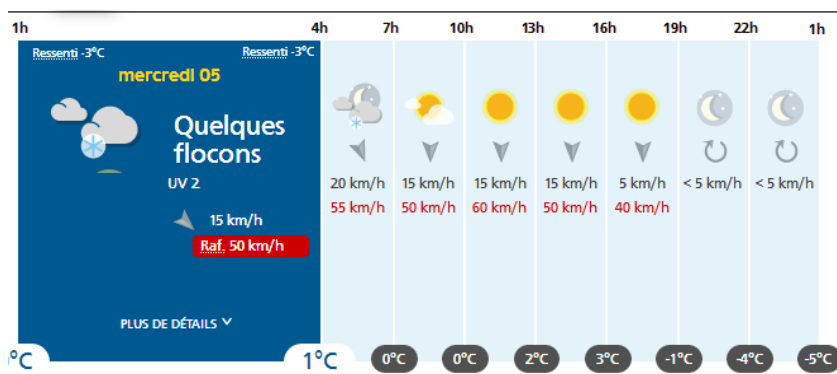 1h 4h 7h 10h 13h 16h 19h 22h 1h
Ressenti -3°C Ressenti -3°C
mercredi 05
Quelques
flocons
UV 2
15 km/h
Raf. 50 km/h
PLUS DE DÉTAILS
20 km/h 15 km/h 15 km/h 15 km/h 5 km/h < 5 km/h < 5 km/h
55 km/h 50 km/h 60 km/h 50 km/h 40 km/h
°C 1°C 0°C 0°C 2°C 3°C -1°C -4°C -5°C